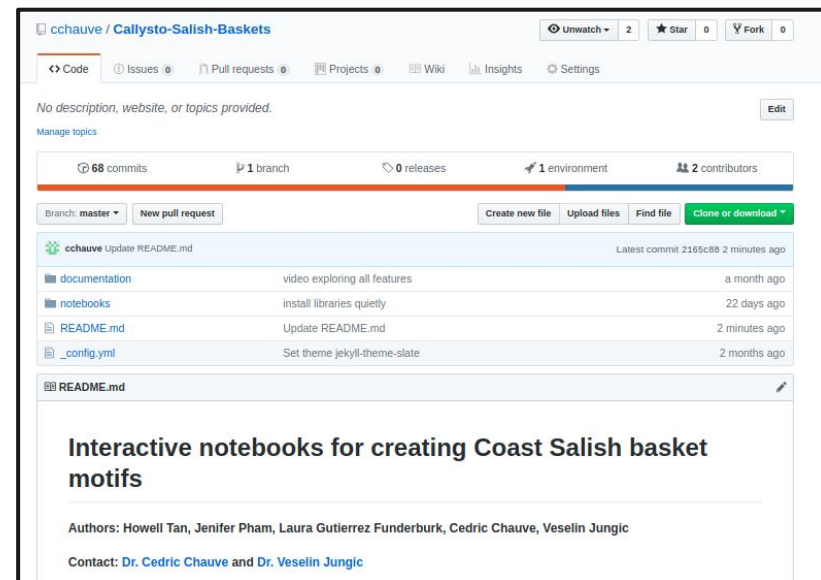 cchauve / Callysto-Salish-Baskets Unwatch 2 Star 0 Fork 0
Code Issues 0 Pull requests 0 Projects 0 Wiki Insights Settings
No description, website, or topics provided. Edit
Manage topics
68 commits 1 branch 0 releases 1 environment 2 contributors
Branch: master New pull request Create new file Upload files Find file Clone or download
cchauve Update README.md Latest commit 2165c88 2 minutes ago
documentation video exploring all features a month ago
notebooks install libraries quietly 22 days ago
README.md Update README.md 2 minutes ago
_config.yml Set theme jekyll-theme-slate 2 months ago
README.md
Interactive notebooks for creating Coast Salish basket
motifs
Authors: Howell Tan, Jenifer Pham, Laura Gutierrez Funderburk, Cedric Chauve, Veselin Jungic
Contact: Dr. Cedric Chauve and Dr. Veselin Jungic